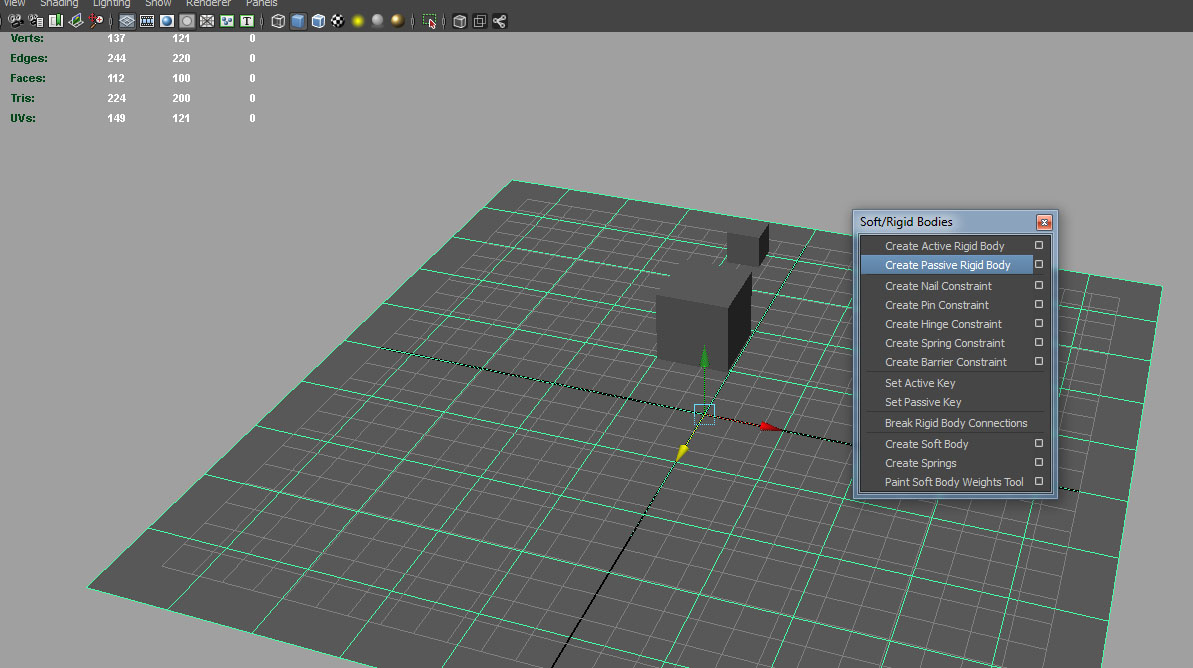 View Shading Lighting Show Renderer Panels
Verts: 137 121 0
Edges: 244 220 0
Faces: 112 100 0
Tris: 224 200 0
UVs: 149 121 0
Soft/Rigid Bodies
Create Active Rigid Body
Create Passive Rigid Body
Create Nail Constraint
Create Pin Constraint
Create Hinge Constraint
Create Spring Constraint
Create Barrier Constraint
Set Active Key
Set Passive Key
Break Rigid Body Connections
Create Soft Body
Create Springs
Paint Soft Body Weights Tool